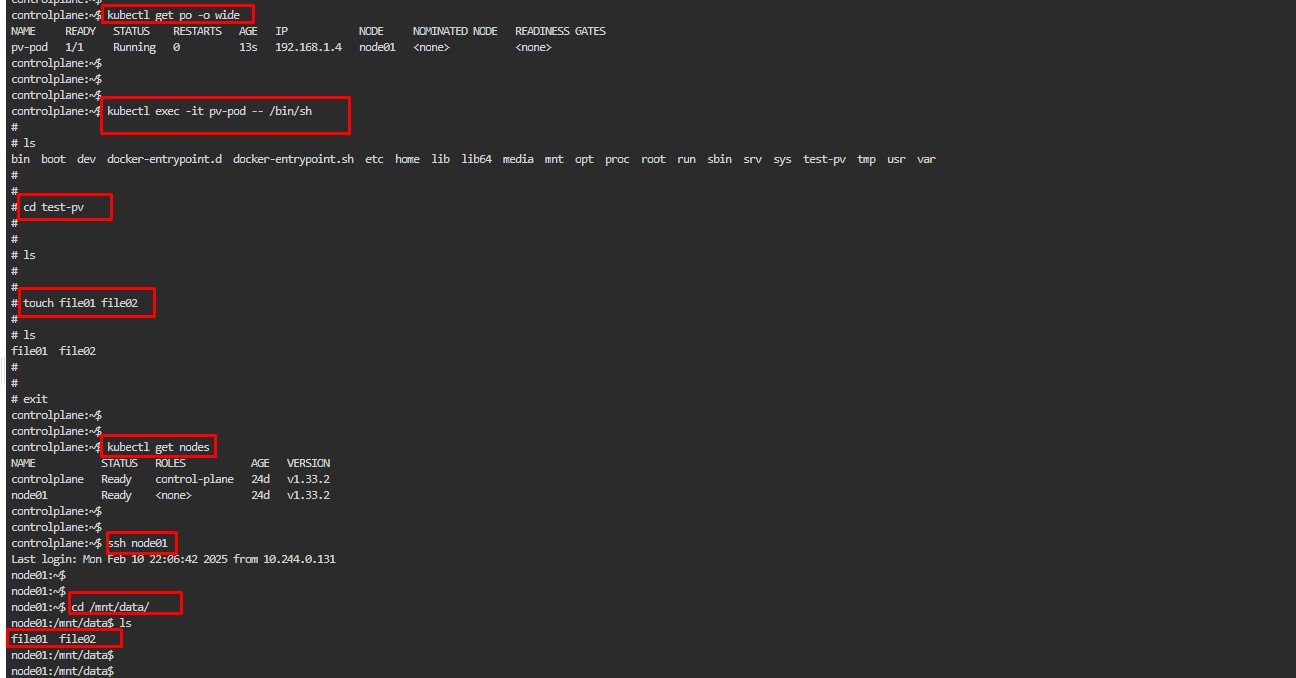 controlplane:~$
controlplane:~$ kubectl get po -o wide
NAME READY STATUS RESTARTS AGE IP NODE NOMINATED NODE READINESS GATES
pv-pod 1/1 Running 0 13s 192.168.1.4 node01 <none> <none>
controlplane:~$
controlplane:~$
controlplane:~$
controlplane:~$ kubectl exec -it pv-pod -- /bin/sh
#
# ls
bin boot dev docker-entrypoint.d docker-entrypoint.sh etc home lib lib64 media mnt opt proc root run sbin srv sys test-pv tmp usr var
#
#
# cd test-pv
#
#
# ls
#
#
# touch file01 file02
#
# ls
file01 file02
#
#
# exit
controlplane:~$
controlplane:~$
controlplane:~$ kubectl get nodes
NAME STATUS ROLES AGE VERSION
controlplane Ready control-plane 24d v1.33.2
node01 Ready <none> 24d v1.33.2
controlplane:~$
controlplane:~$
controlplane:~$ ssh node01
Last login: Mon Feb 10 22:06:42 2025 from 10.244.0.131
node01:~$
node01:~$
node01:~$ cd /mnt/data/
node01:/mnt/data$ ls
file01 file02
node01:/mnt/data$
node01:/mnt/data$